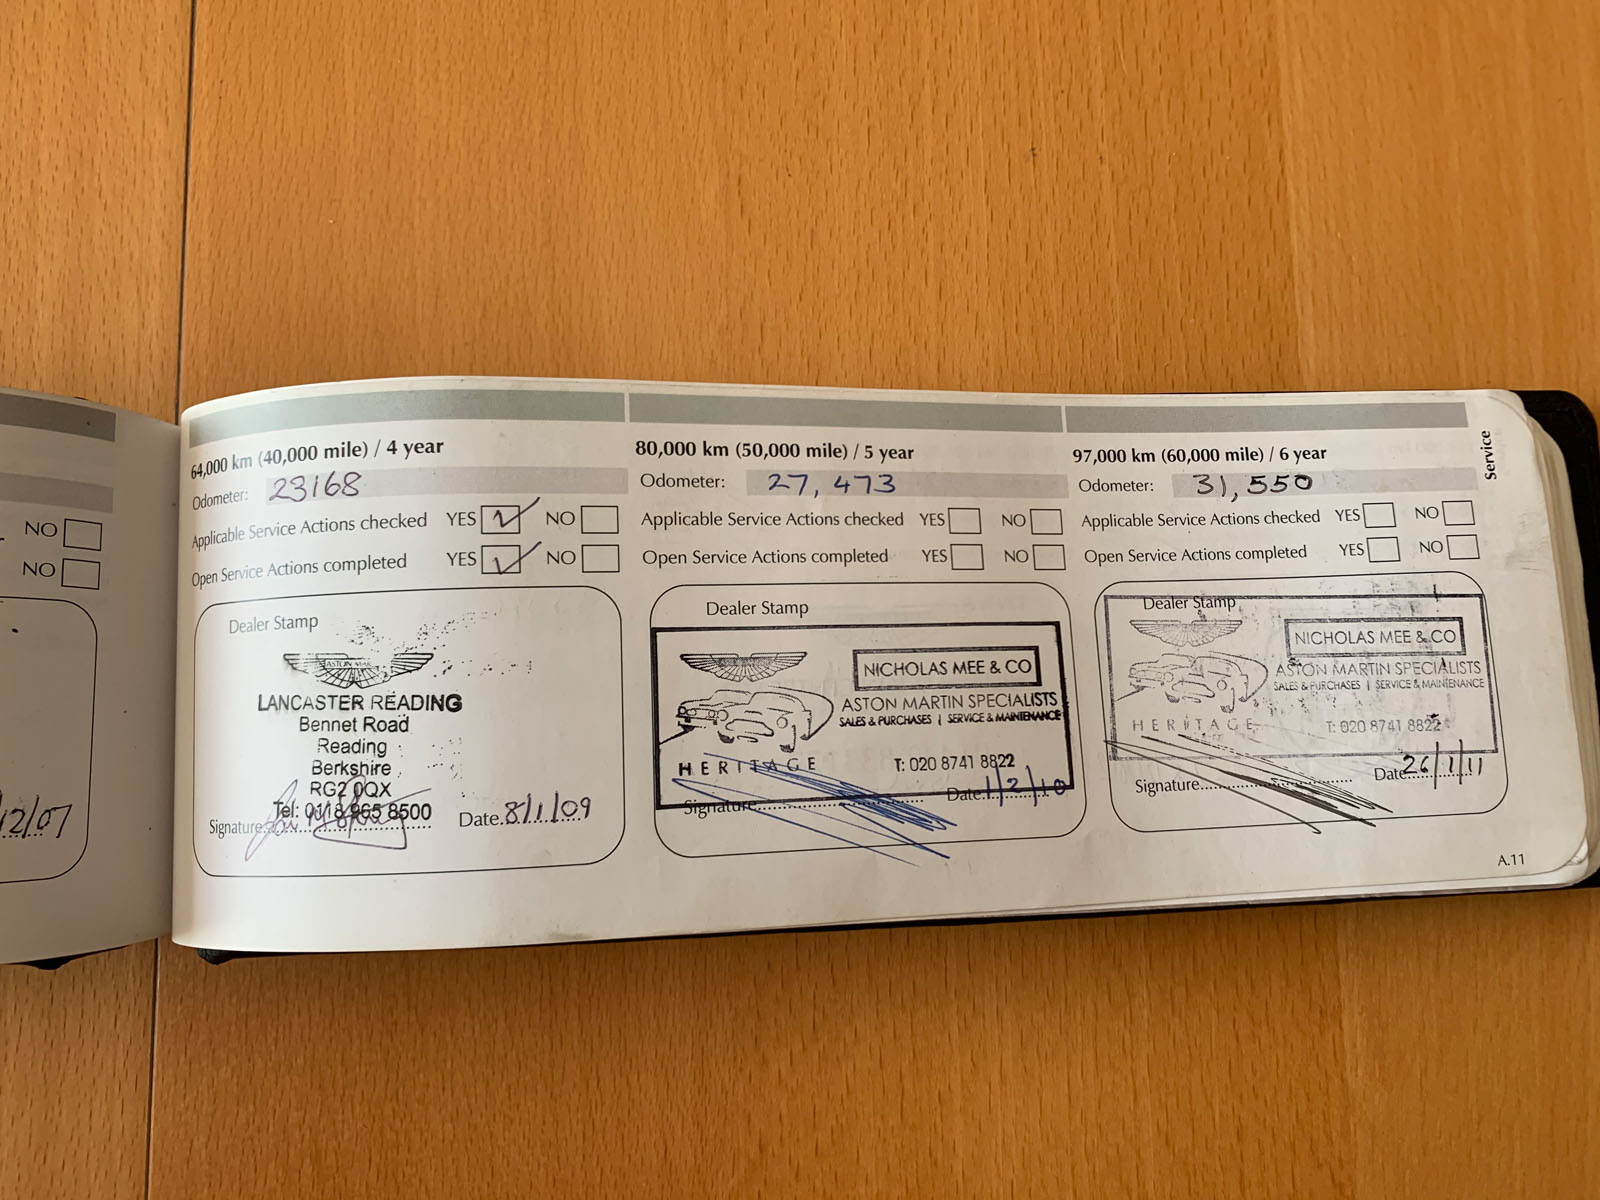 NO
NO
12/07
64,000 km (40,000 mile) / 4 year
Odometer: 23168
Applicable Service Actions checked YES NO
Open Service Actions completed YES NO
Dealer Stamp
ASTON MAR
LANCASTER READING
Bennet Road
Reading
Berkshire
RG2 0QX
Tel: 0118 965 8500
Signature Date 8/1/09
80,000 km (50,000 mile) / 5 year
Odometer: 27,473
Applicable Service Actions checked YES NO
Open Service Actions completed YES NO
Dealer Stamp
NICHOLAS MEE & CO
ASTON MARTIN SPECIALISTS
SALES & PURCHASES | SERVICE & MAINTENANCE
HERITAGE T: 020 8741 8822
Signature Date 1/2/10
97,000 km (60,000 mile) / 6 year
Odometer: 31,550
Applicable Service Actions checked YES NO
Open Service Actions completed YES NO
Dealer Stamp
NICHOLAS MEE & CO
ASTON MARTIN SPECIALISTS
SALES & PURCHASES | SERVICE & MAINTENANCE
HERITAGE T: 020 8741 8822
Signature Date 26/1/11
Service
A.11